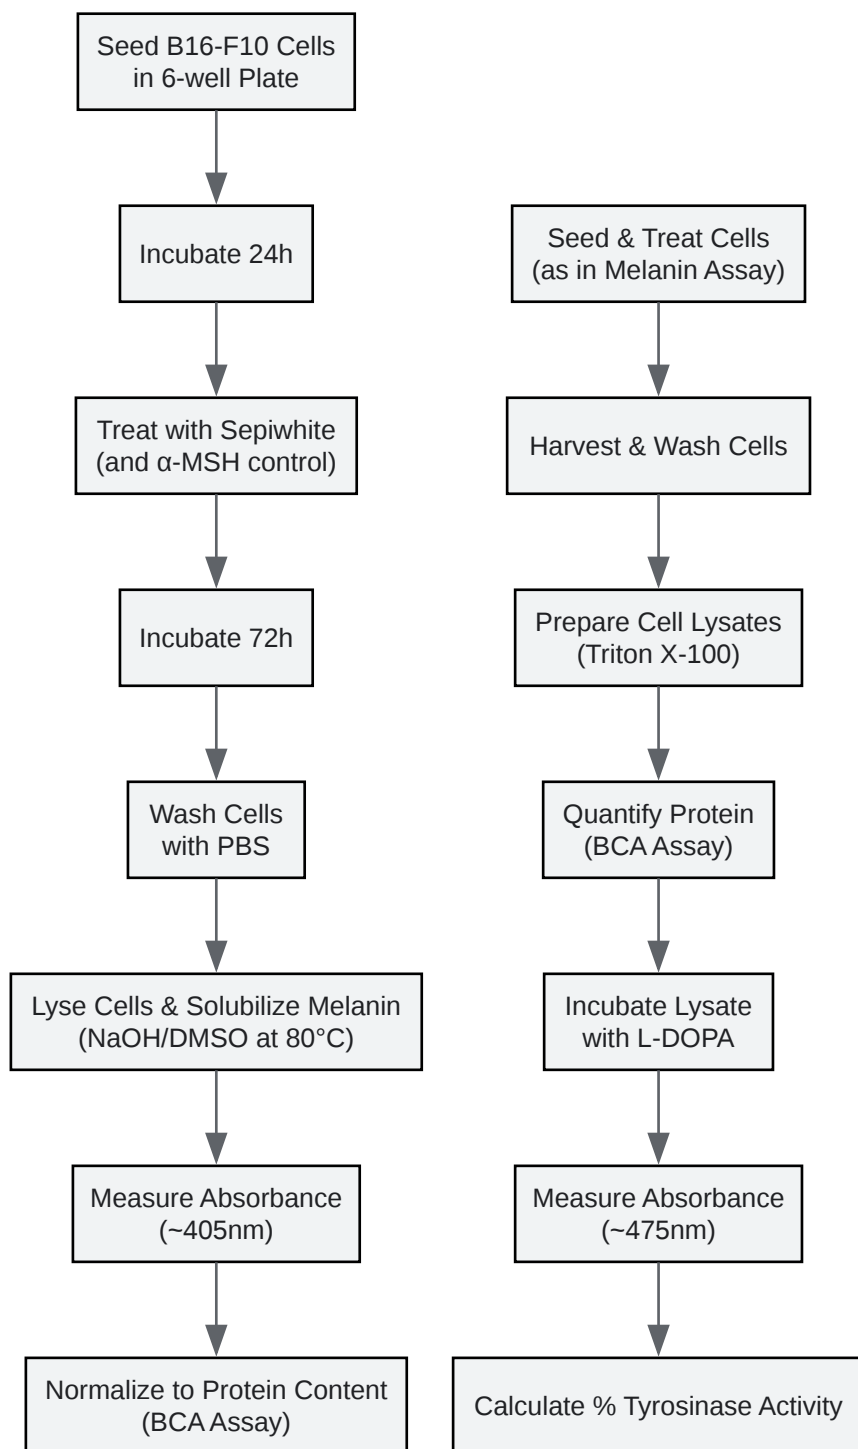 Seed B16-F10 Cells
in 6-well Plate
Incubate 24h
Treat with Sepiwhite
(and α-MSH control)
Incubate 72h
Wash Cells
with PBS
Lyse Cells & Solubilize Melanin
(NaOH/DMSO at 80°C)
Measure Absorbance
(~405nm)
Normalize to Protein Content
(BCA Assay)
Seed & Treat Cells
(as in Melanin Assay)
Harvest & Wash Cells
Prepare Cell Lysates
(Triton X-100)
Quantify Protein
(BCA Assay)
Incubate Lysate
with L-DOPA
Measure Absorbance
(~475nm)
Calculate % Tyrosinase Activity